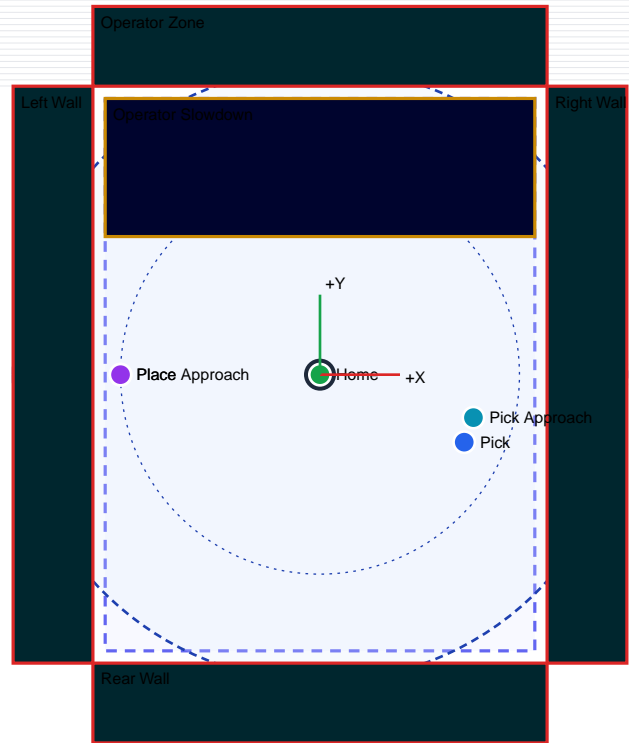 Operator Zone
Left Wall
Operator Slowdown
Right Wall
+Y
Place Approach
Home
+X
Pick Approach
Pick
Rear Wall